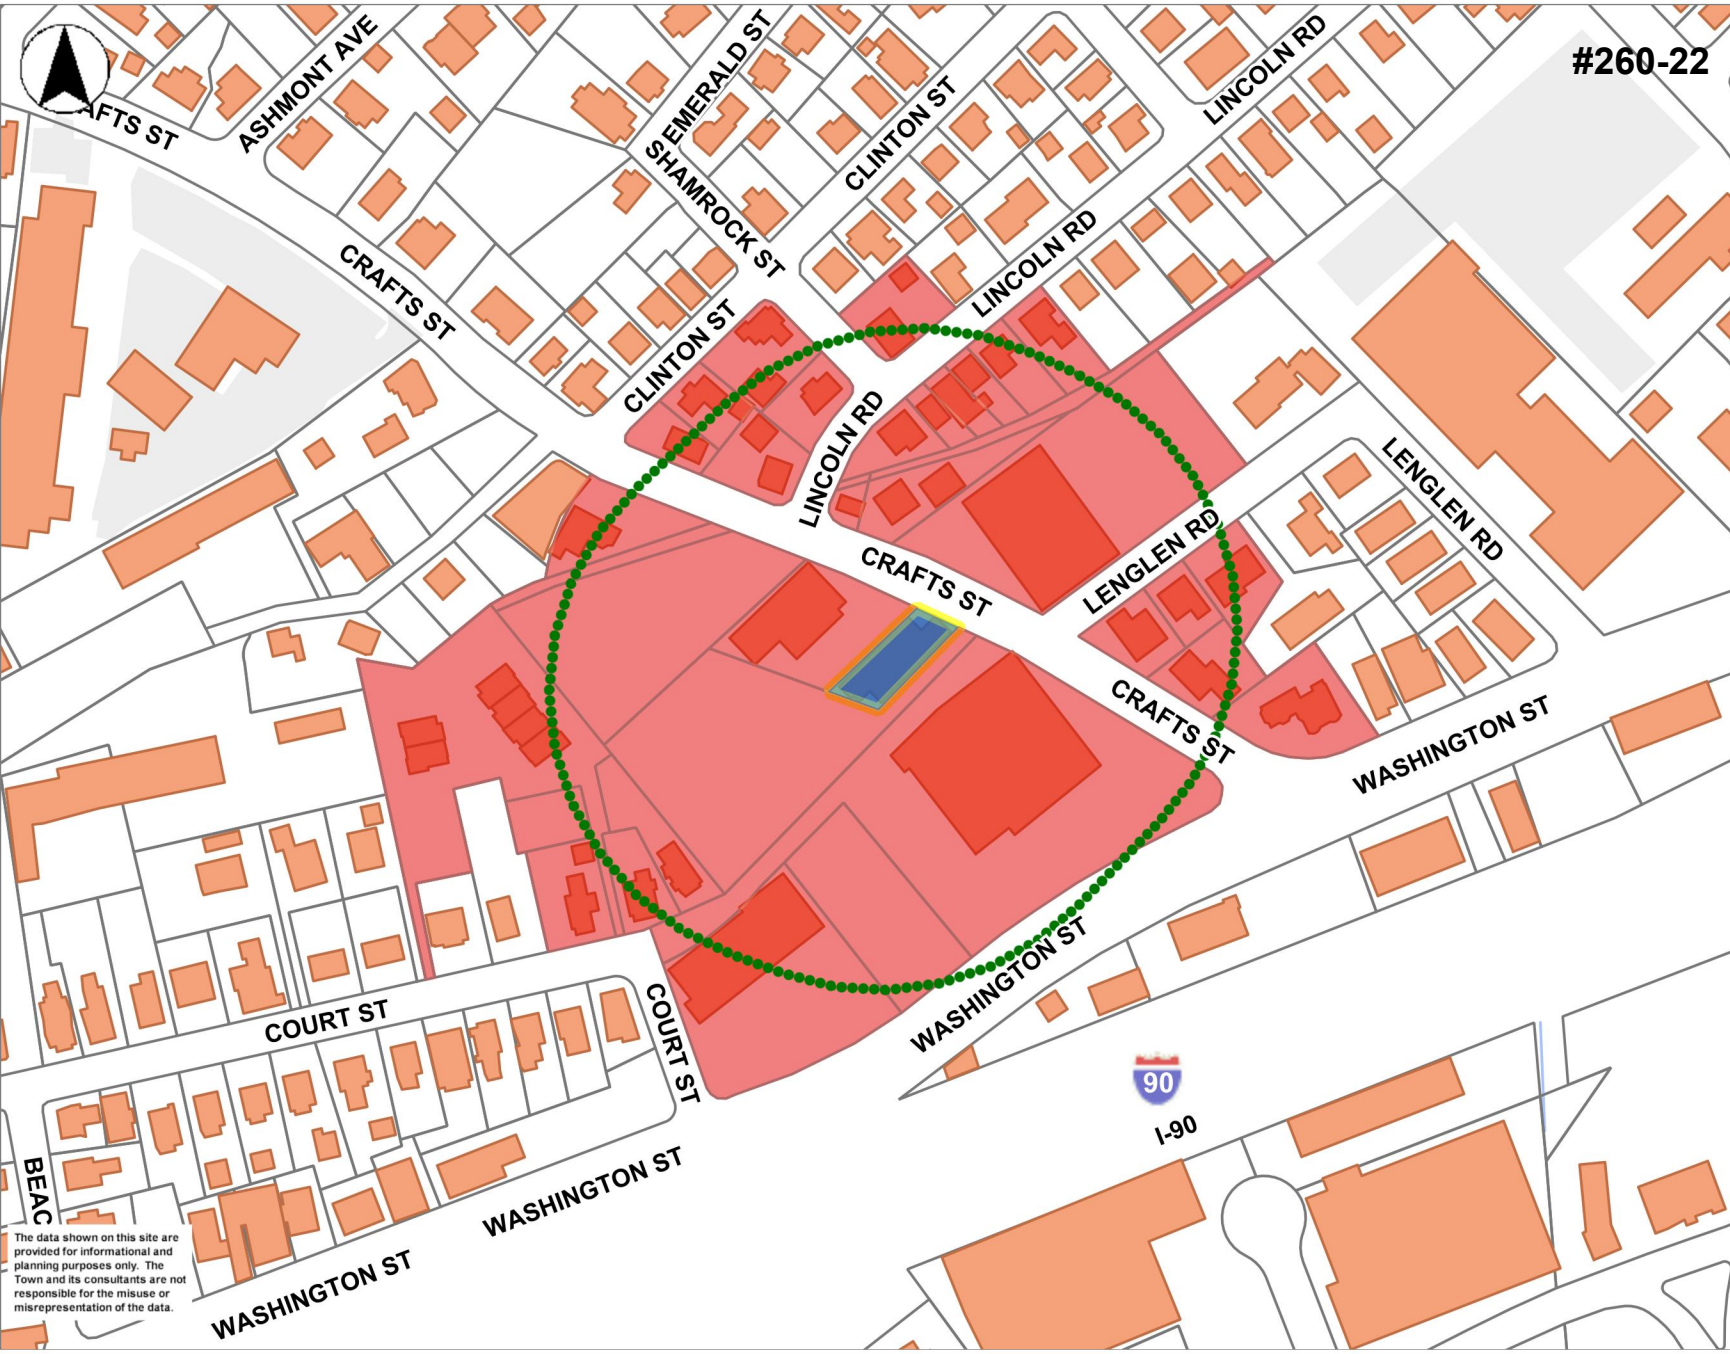 #260-22
AFTS ST
ASHMONT AVE
EMERALD ST
SHAMROCK ST
CLINTON ST
LINCOLN RD
LINCOLN RD
CRAFTS ST
CLINTON ST
LINCOLN RD
CRAFTS ST
LENGLEN RD
LENGLEN RD
CRAFTS ST
WASHINGTON ST
WASHINGTON ST
COURT ST
COURT ST
90
I-90
WASHINGTON ST
WASHINGTON ST
BEAC
The data shown on this site are
provided for informational and
planning purposes only. The
Town and its consultants are not
responsible for the misuse or
misrepresentation of the data.